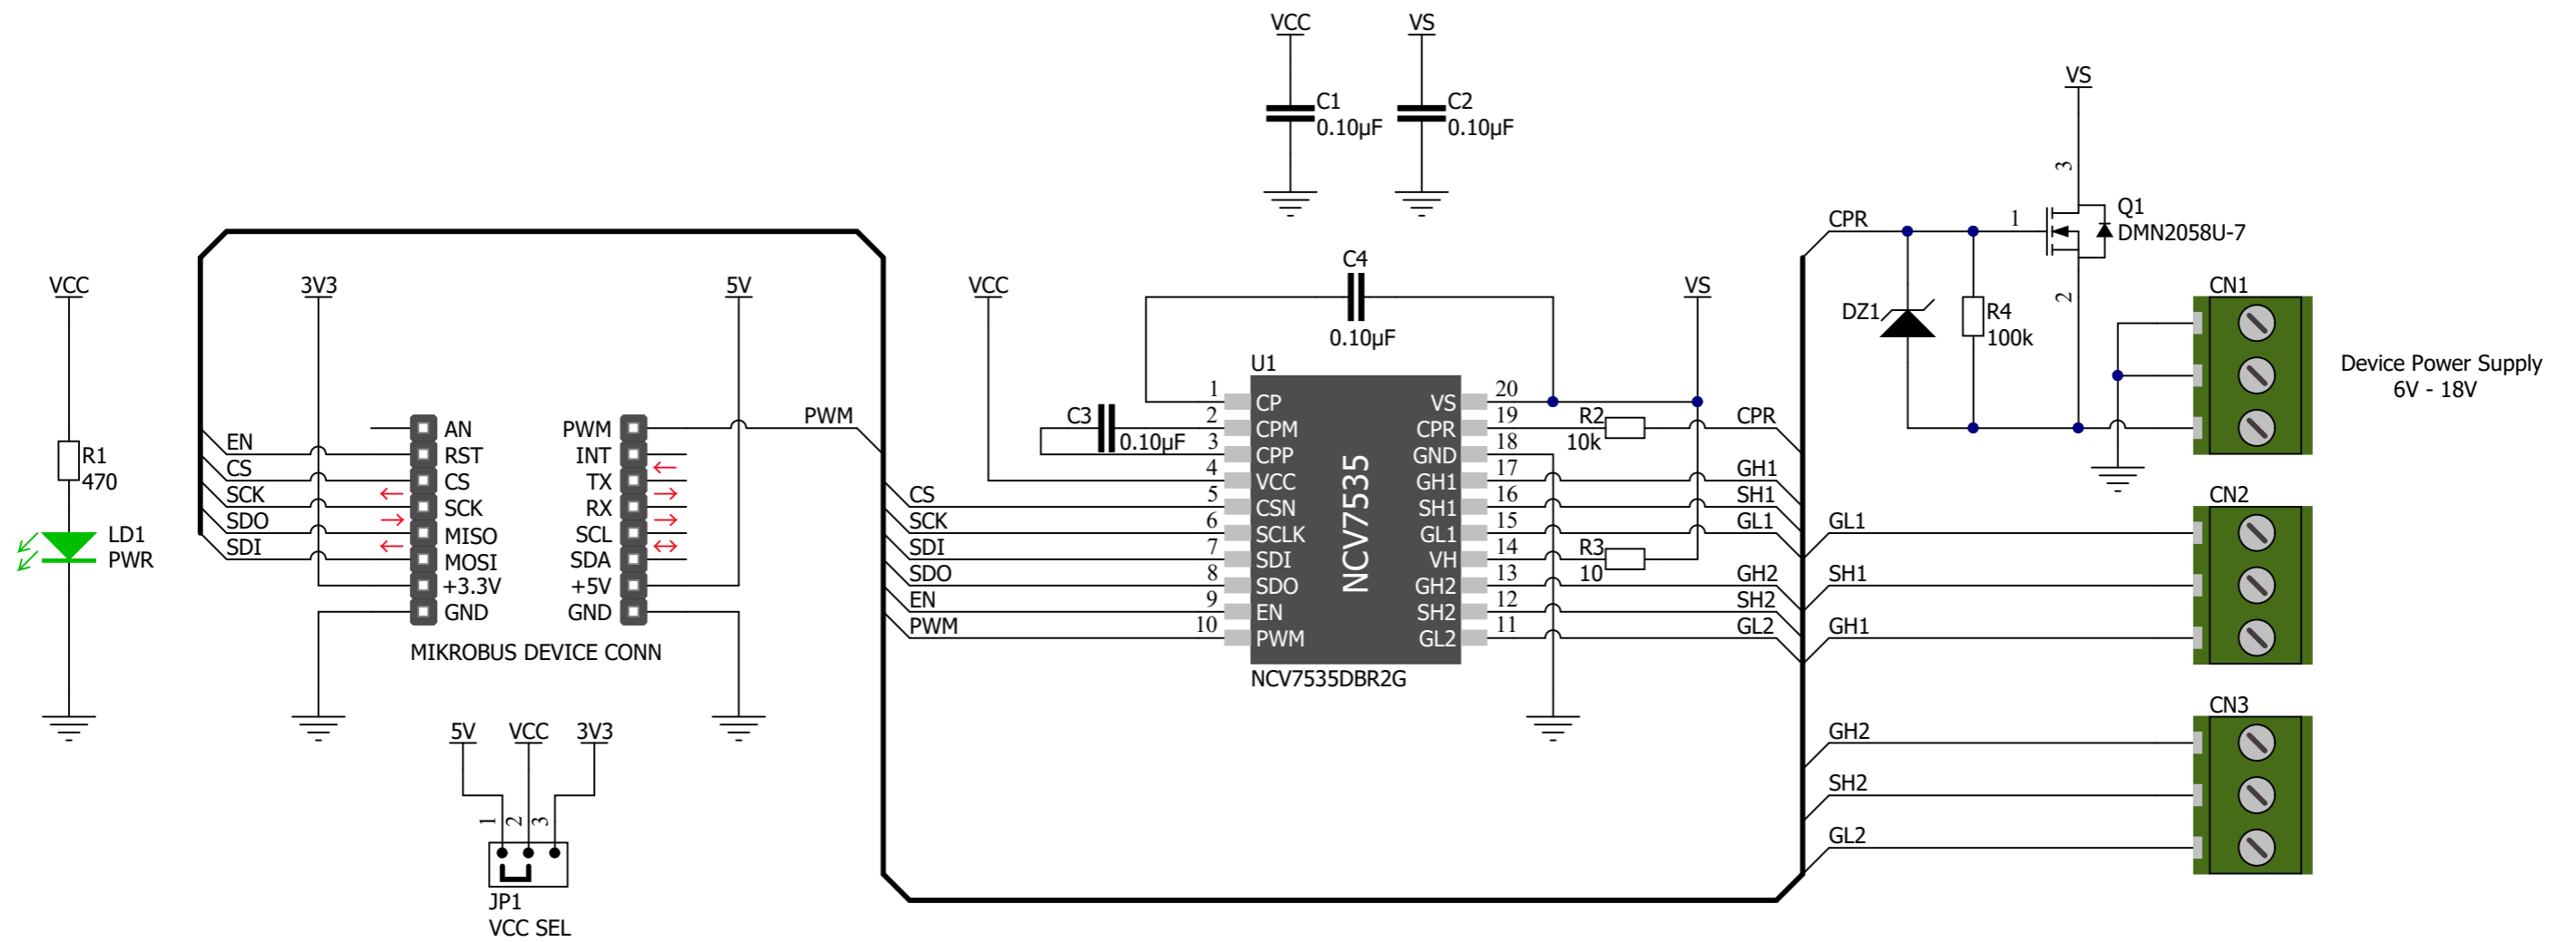 VCC
VS
C1
0.10µF
C2
0.10µF
VS
3
1
2
Q1
DMN2058U-7
CPR
DZ1
R4
100k
CN1
Device Power Supply
6V - 18V
VCC
R1
470
LD1
PWR
3V3
5V
EN
CS
SCK
SDO
SDI
AN
RST
CS
SCK
MISO
MOSI
+3.3V
GND
PWM
INT
TX
RX
SCL
SDA
+5V
GND
PWM
MIKROBUS DEVICE CONN
5V
VCC
3V3
1
2
3
JP1
VCC SEL
VCC
C4
0.10µF
C3
0.10µF
VS
U1
1
2
3
4
5
6
7
8
9
10
CS
SCK
SDI
SDO
EN
PWM
CP
CPM
CPP
VCC
CSN
SCLK
SDI
SDO
EN
PWM
NCV7535
VS
CPR
GND
GH1
SH1
GL1
VH
GH2
SH2
GL2
20
19
18
17
16
15
14
13
12
11
NCV7535DBR2G
R2
10k
R3
10
CPR
GH1
SH1
GL1
GH2
SH2
GL2
GL1
SH1
GH1
CN2
GH2
SH2
GL2
CN3